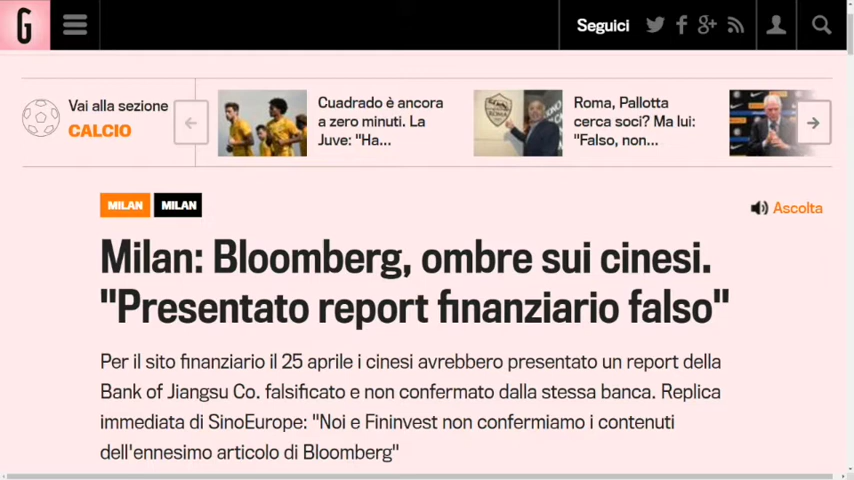 G
Seguici
Vai alla sezione
CALCIO
Cuadrado è ancora
a zero minuti. La
Juve: "Ha...
ROMA
Roma, Pallotta
cerca soci? Ma lui:
"Falso, non...
MILAN
MILAN
Ascolta
Milan: Bloomberg, ombre sui cinesi.
"Presentato report finanziario falso"
Per il sito finanziario il 25 aprile i cinesi avrebbero presentato un report della
Bank of Jiangsu Co. falsificato e non confermato dalla stessa banca. Replica
immediata di SinoEurope: "Noi e Fininvest non confermiamo i contenuti
dell'ennesimo articolo di Bloomberg"